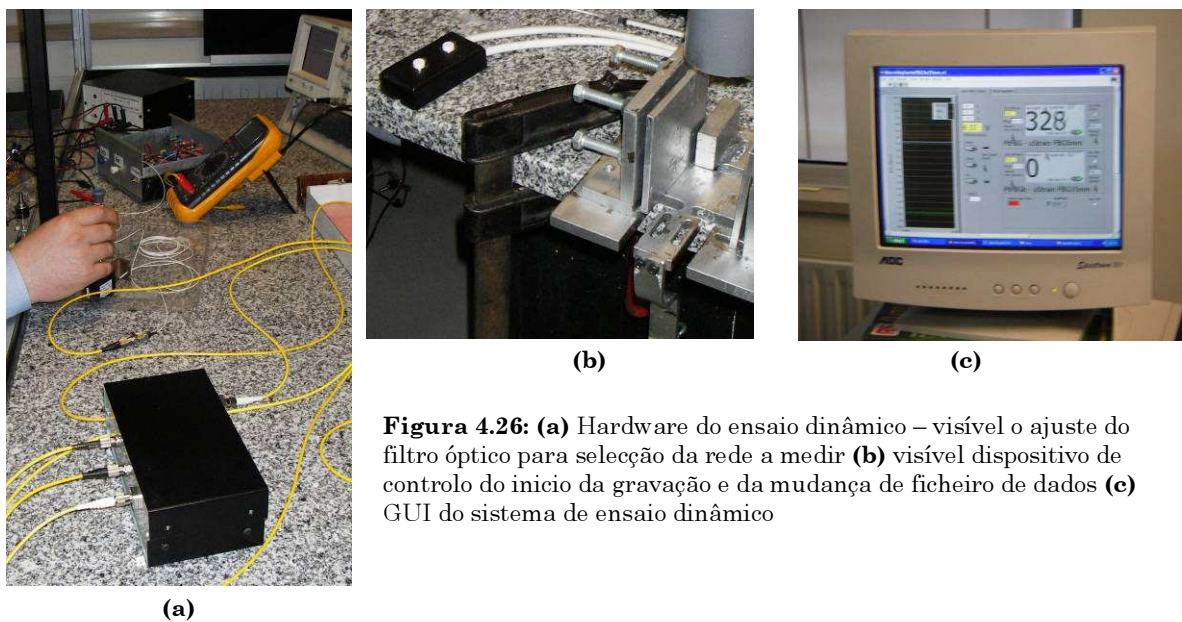 328
0
AOC
Spectrum
(b)
(c)
Figura 4.26: (a) Hardware do ensaio dinâmico – visível o ajuste do
filtro óptico para selecção da rede a medir (b) visível dispositivo de
controlo do inicio da gravação e da mudança de ficheiro de dados (c)
GUI do sistema de ensaio dinâmico
(a)